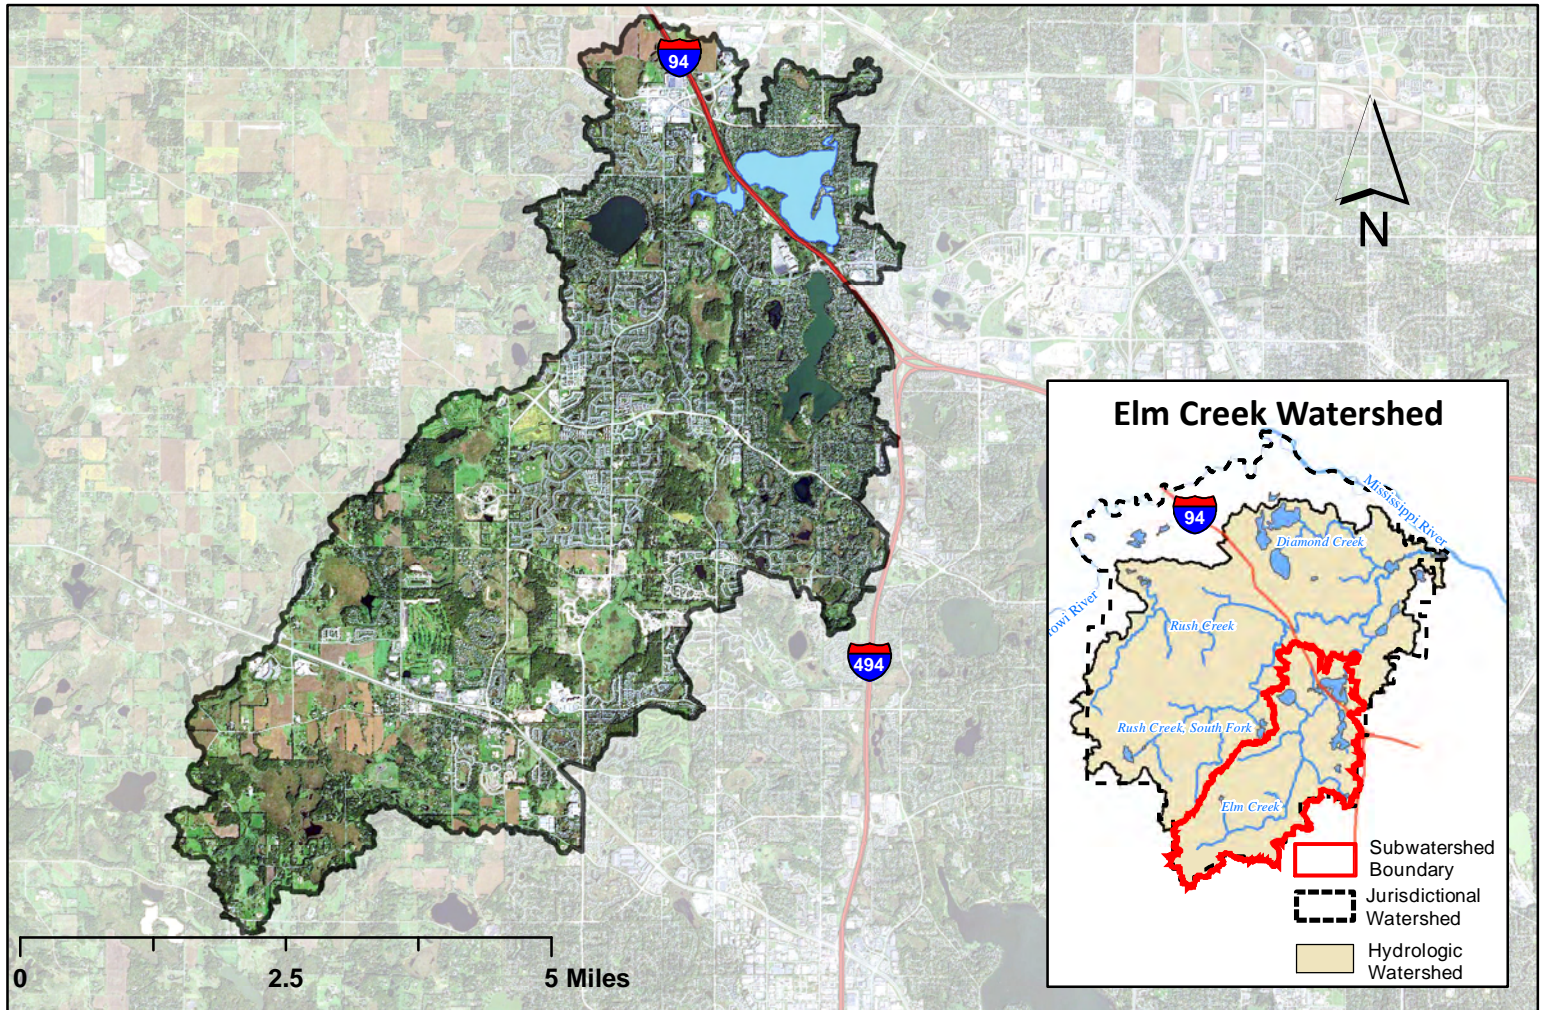 94
N
494
0
2.5
5 Miles
Elm Creek Watershed
94
Mississippi River
Diamond Creek
Rush Creek
Rush Creek, South Fork
Elm Creek
Subwatershed
Boundary
Jurisdictional
Watershed
Hydrologic
Watershed